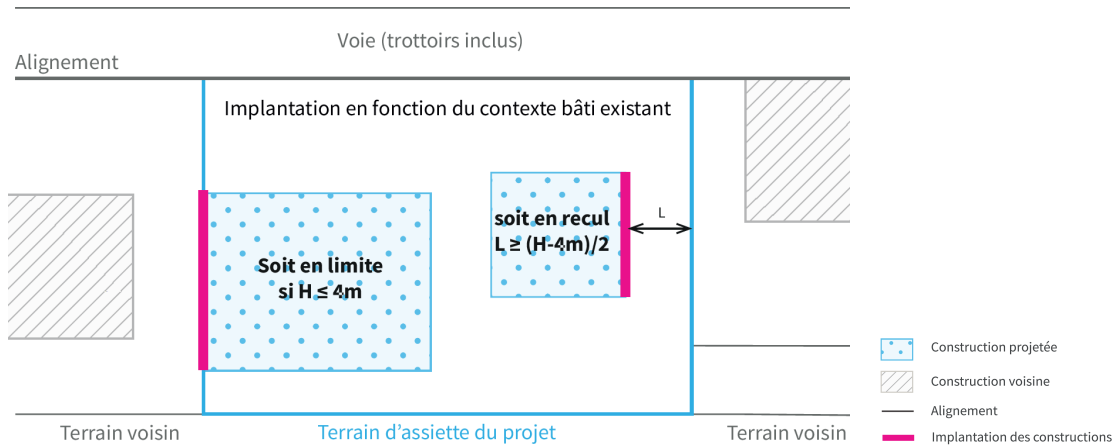 Voie (trottoirs inclus)
Alignement
Implantation en fonction du contexte bâti existant
L
soit en recul
L ≥ (H-4m)/2
Soit en limite
si H ≤ 4m
Construction projetée
Construction voisine
Alignement
Implantation des constructions
Terrain voisin
Terrain d’assiette du projet
Terrain voisin